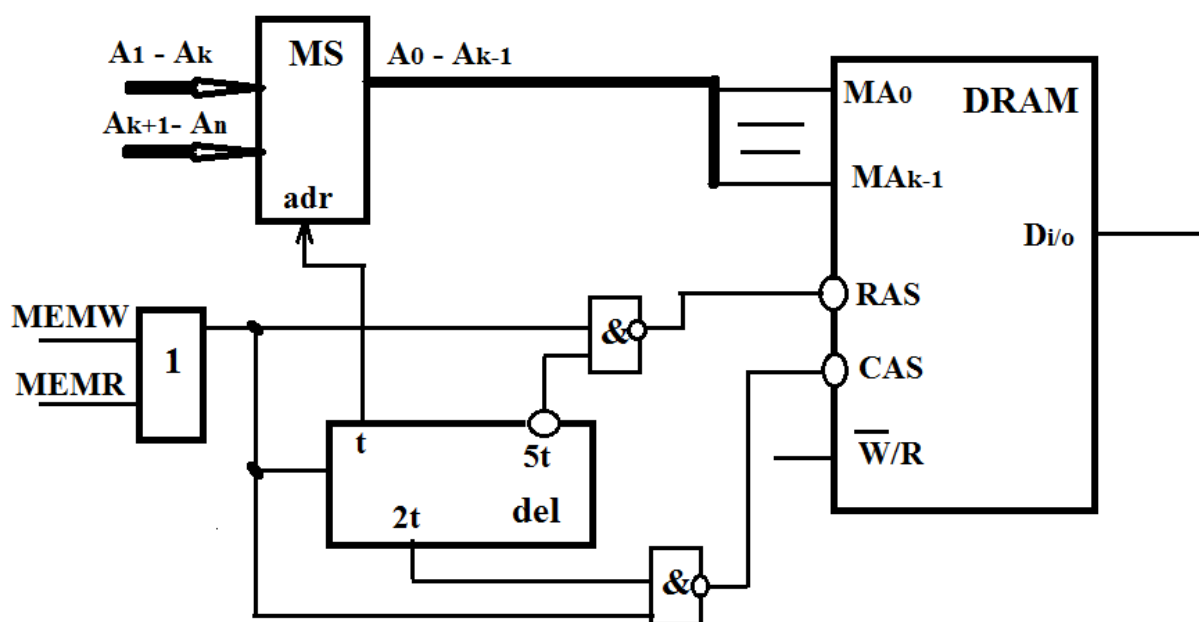 A1 - Ak
Ak+1- An
MS
adr
A0 - Ak-1
MA0
DRAM
MAk-1
Di/o
RAS
CAS
W̅/R
MEMW
MEMR
1
&
t
5t
2t
del
&